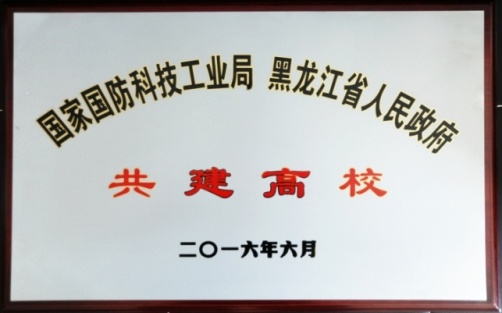 国家国防科技工业局 黑龙江省人民政府
共建高校
二〇一六年六月